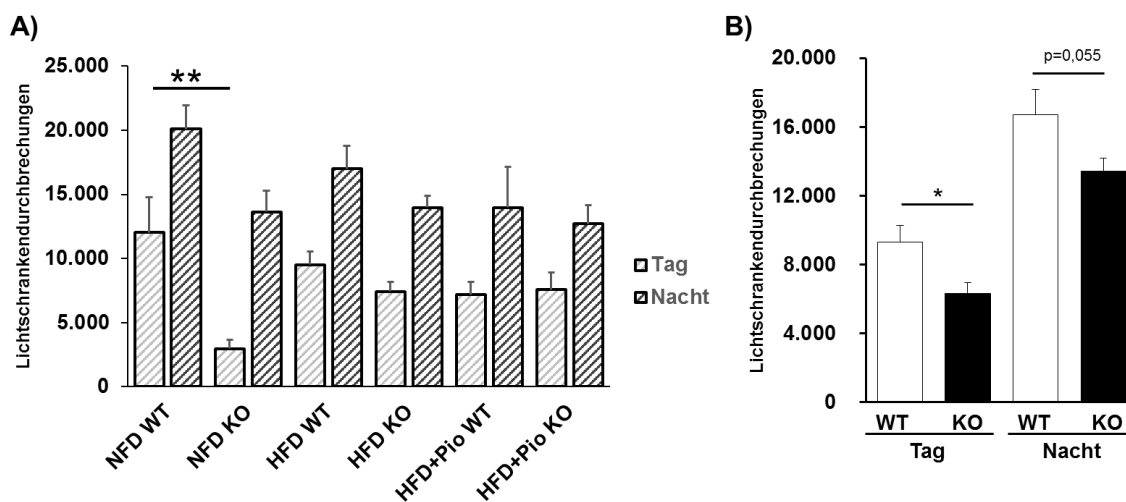 A)
Lichtschrankendurchbrechungen
25.000
20.000
15.000
10.000
5.000
0
**
NFD WT
NFD KO
HFD WT
HFD KO
HFD+Pio WT
HFD+Pio KO
Tag
Nacht
B)
Lichtschrankendurchbrechungen
20.000
16.000
12.000
8.000
4.000
0
*
p=0,055
WT KO WT KO
Tag Nacht